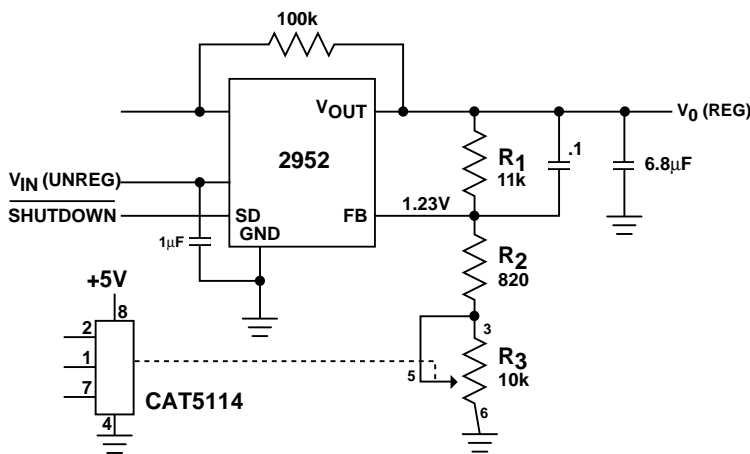 100k
VOUT
V0 (REG)
2952
R1
11k
.1
6.8μF
VIN (UNREG)
1.23V
SHUTDOWN
SD
FB
GND
1μF
R2
820
+5V
8
2
3
1
R3
10k
5
7
CAT5114
4
6